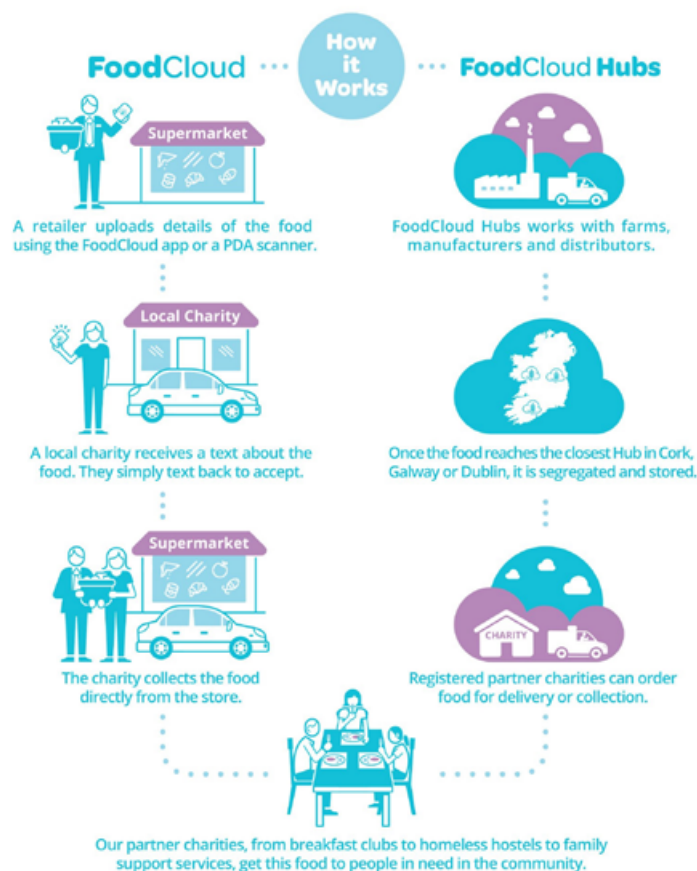 How
it
Works
FoodCloud
Supermarket
A retailer uploads details of the food
using the FoodCloud app or a PDA scanner.
Local Charity
A local charity receives a text about the
food. They simply text back to accept.
Supermarket
The charity collects the food
directly from the store.
FoodCloud Hubs
FoodCloud Hubs works with farms,
manufacturers and distributors.
Once the food reaches the closest Hub in Cork,
Galway or Dublin, it is segregated and stored.
CHARITY
Registered partner charities can order
food for delivery or collection.
Our partner charities, from breakfast clubs to homeless hostels to family
support services, get this food to people in need in the community.